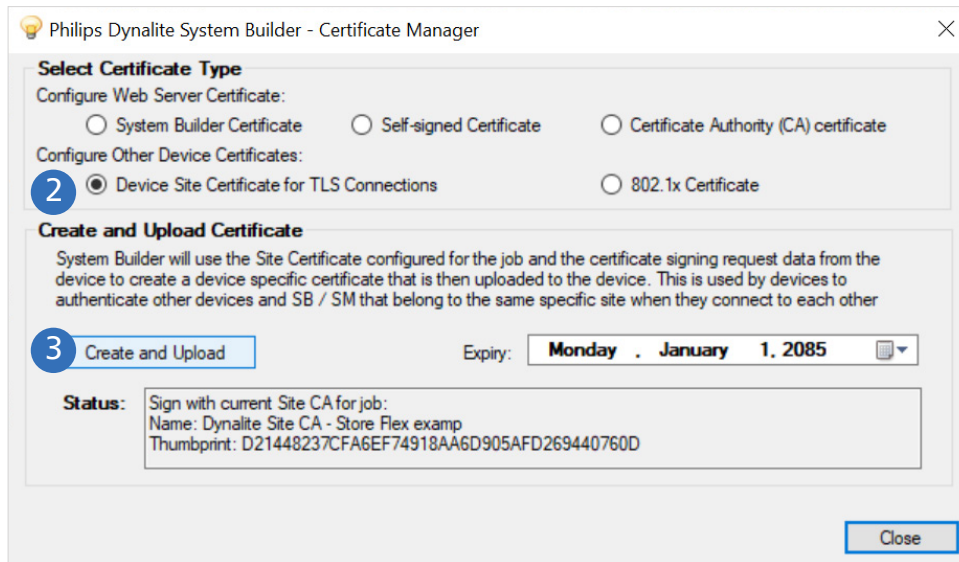 Philips Dynalite System Builder - Certificate Manager
Select Certificate Type
Configure Web Server Certificate:
System Builder Certificate Self-signed Certificate Certificate Authority (CA) certificate
Configure Other Device Certificates:
2 Device Site Certificate for TLS Connections 802.1x Certificate
Create and Upload Certificate
System Builder will use the Site Certificate configured for the job and the certificate signing request data from the
device to create a device specific certificate that is then uploaded to the device. This is used by devices to
authenticate other devices and SB / SM that belong to the same specific site when they connect to each other
3 Create and Upload Expiry: Monday , January 1, 2085
Status: Sign with current Site CA for job:
Name: Dynalite Site CA - Store Flex examp
Thumbprint: D21448237CFA6EF74918AA6D905AFD269440760D
Close